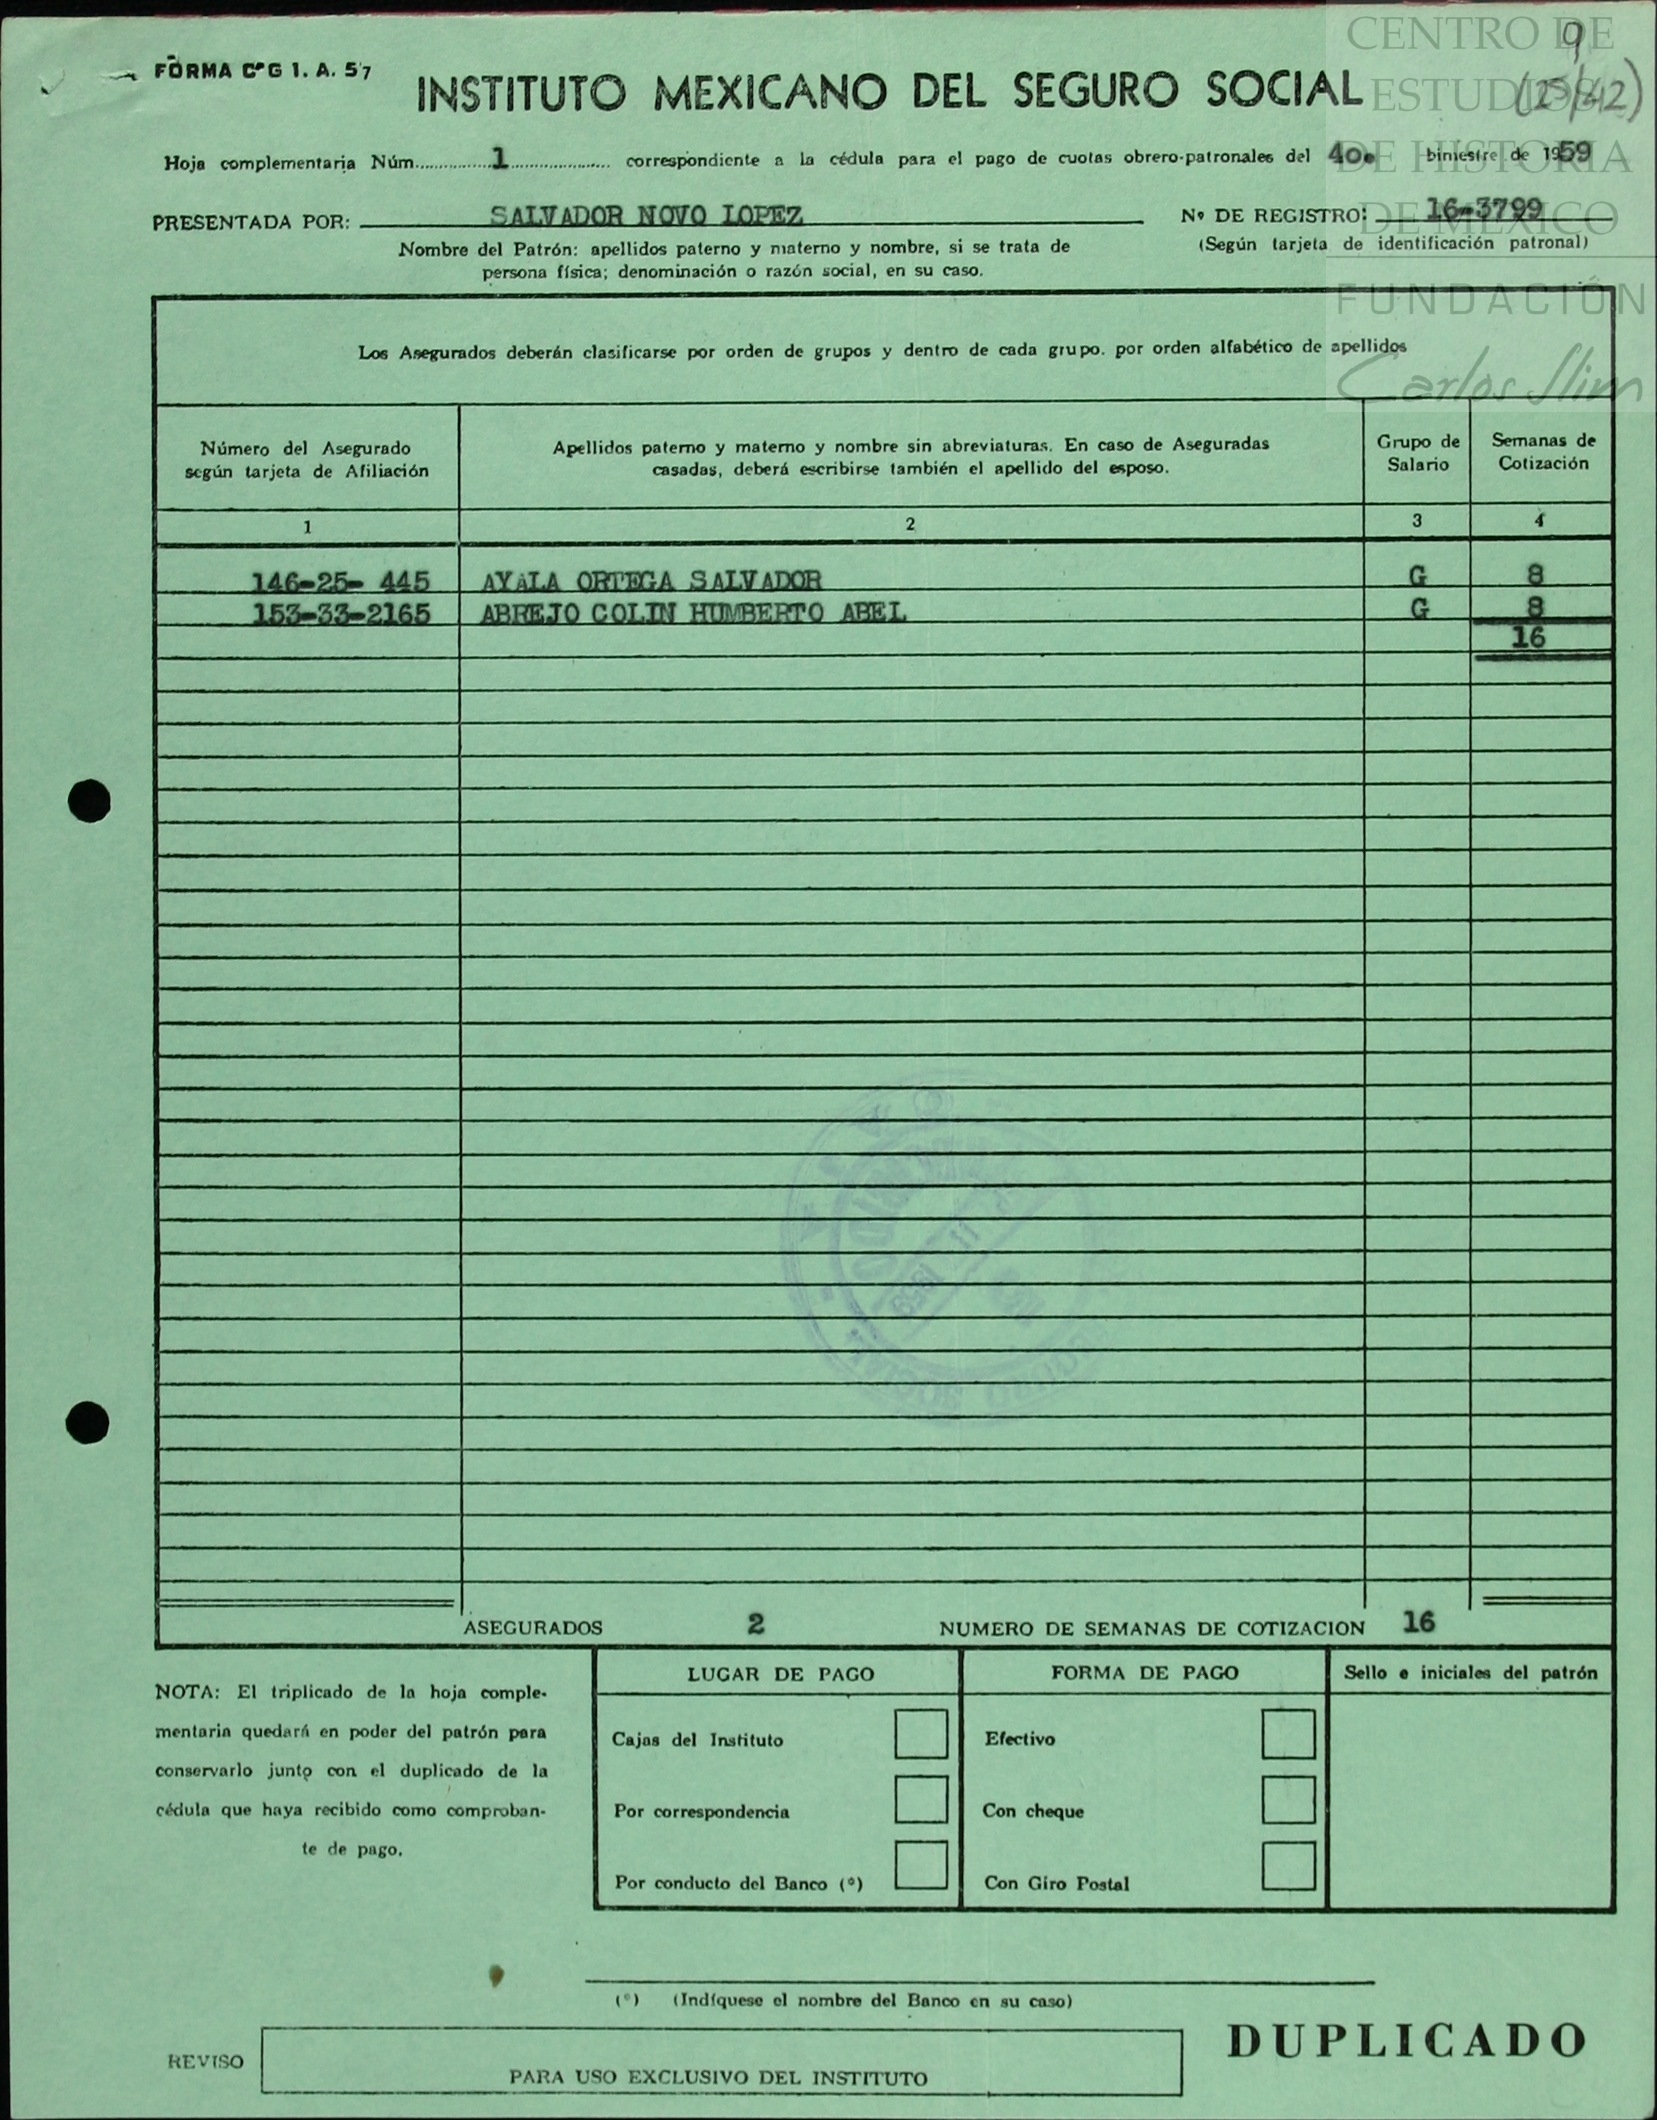 FORMA CºG 1. A. 57
INSTITUTO MEXICANO DEL SEGURO SOCIAL
9
(25/42)
CENTRO DE
ESTUDIOS
DE HISTORIA
DE MÉXICO
FUNDACIÓN
Carlos Slim
Hoja complementaria Núm. 1 correspondiente a la cédula para el pago de cuotas obrero-patronales del 4o. bimestre de 1959
PRESENTADA POR: SALVADOR NOVO LOPEZ Nº DE REGISTRO: 16-3799
Nombre del Patrón: apellidos paterno y materno y nombre, si se trata de (Según tarjeta de identificación patronal)
persona física; denominación o razón social, en su caso.
Los Asegurados deberán clasificarse por orden de grupos y dentro de cada grupo. por orden alfabético de apellidos
Número del Asegurado
según tarjeta de Afiliación
Apellidos paterno y materno y nombre sin abreviaturas. En caso de Aseguradas
casadas, deberá escribirse también el apellido del esposo.
Grupo de
Salario
Semanas de
Cotización
1 2 3 4
146-25- 445 AYALA ORTEGA SALVADOR G 8
153-33-2165 ABREJO COLIN HUMBERTO ABEL G 8
16
11 1959
SEGURO SOCIAL
ASEGURADOS 2 NUMERO DE SEMANAS DE COTIZACION 16
NOTA: El triplicado de la hoja comple-
mentaria quedará en poder del patrón para
conservarlo junto con el duplicado de la
cédula que haya recibido como comproban-
te de pago.
LUGAR DE PAGO
Cajas del Instituto
Por correspondencia
Por conducto del Banco (º)
FORMA DE PAGO
Efectivo
Con cheque
Con Giro Postal
Sello e iniciales del patrón
(º) (Indíquese el nombre del Banco en su caso)
REVISO
PARA USO EXCLUSIVO DEL INSTITUTO
DUPLICADO